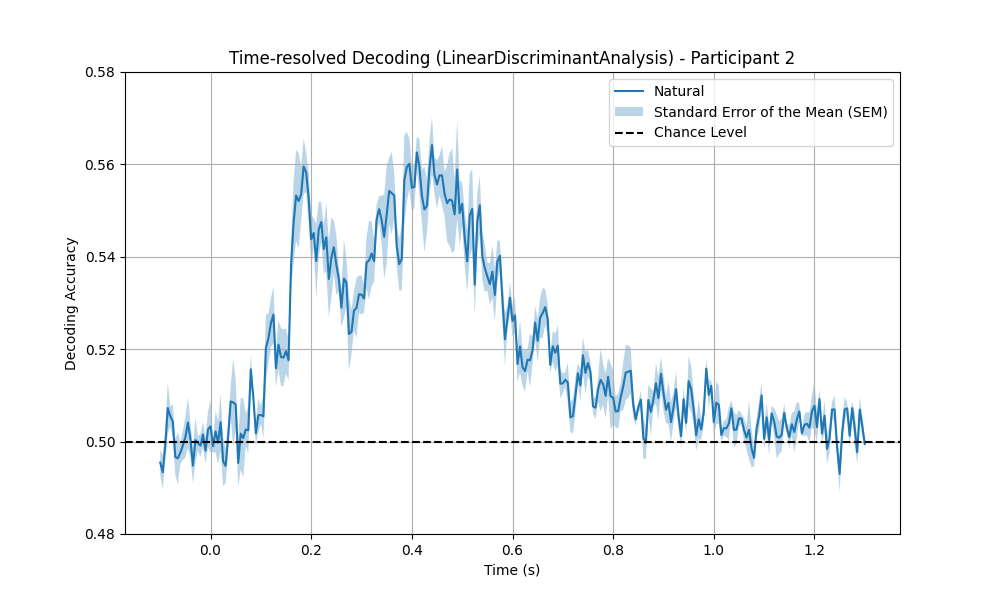 Time-resolved Decoding (LinearDiscriminantAnalysis) - Participant 2
Natural
Standard Error of the Mean (SEM)
Chance Level
Decoding Accuracy
0.58
0.56
0.54
0.52
0.50
0.48
0.0 0.2 0.4 0.6 0.8 1.0 1.2
Time (s)